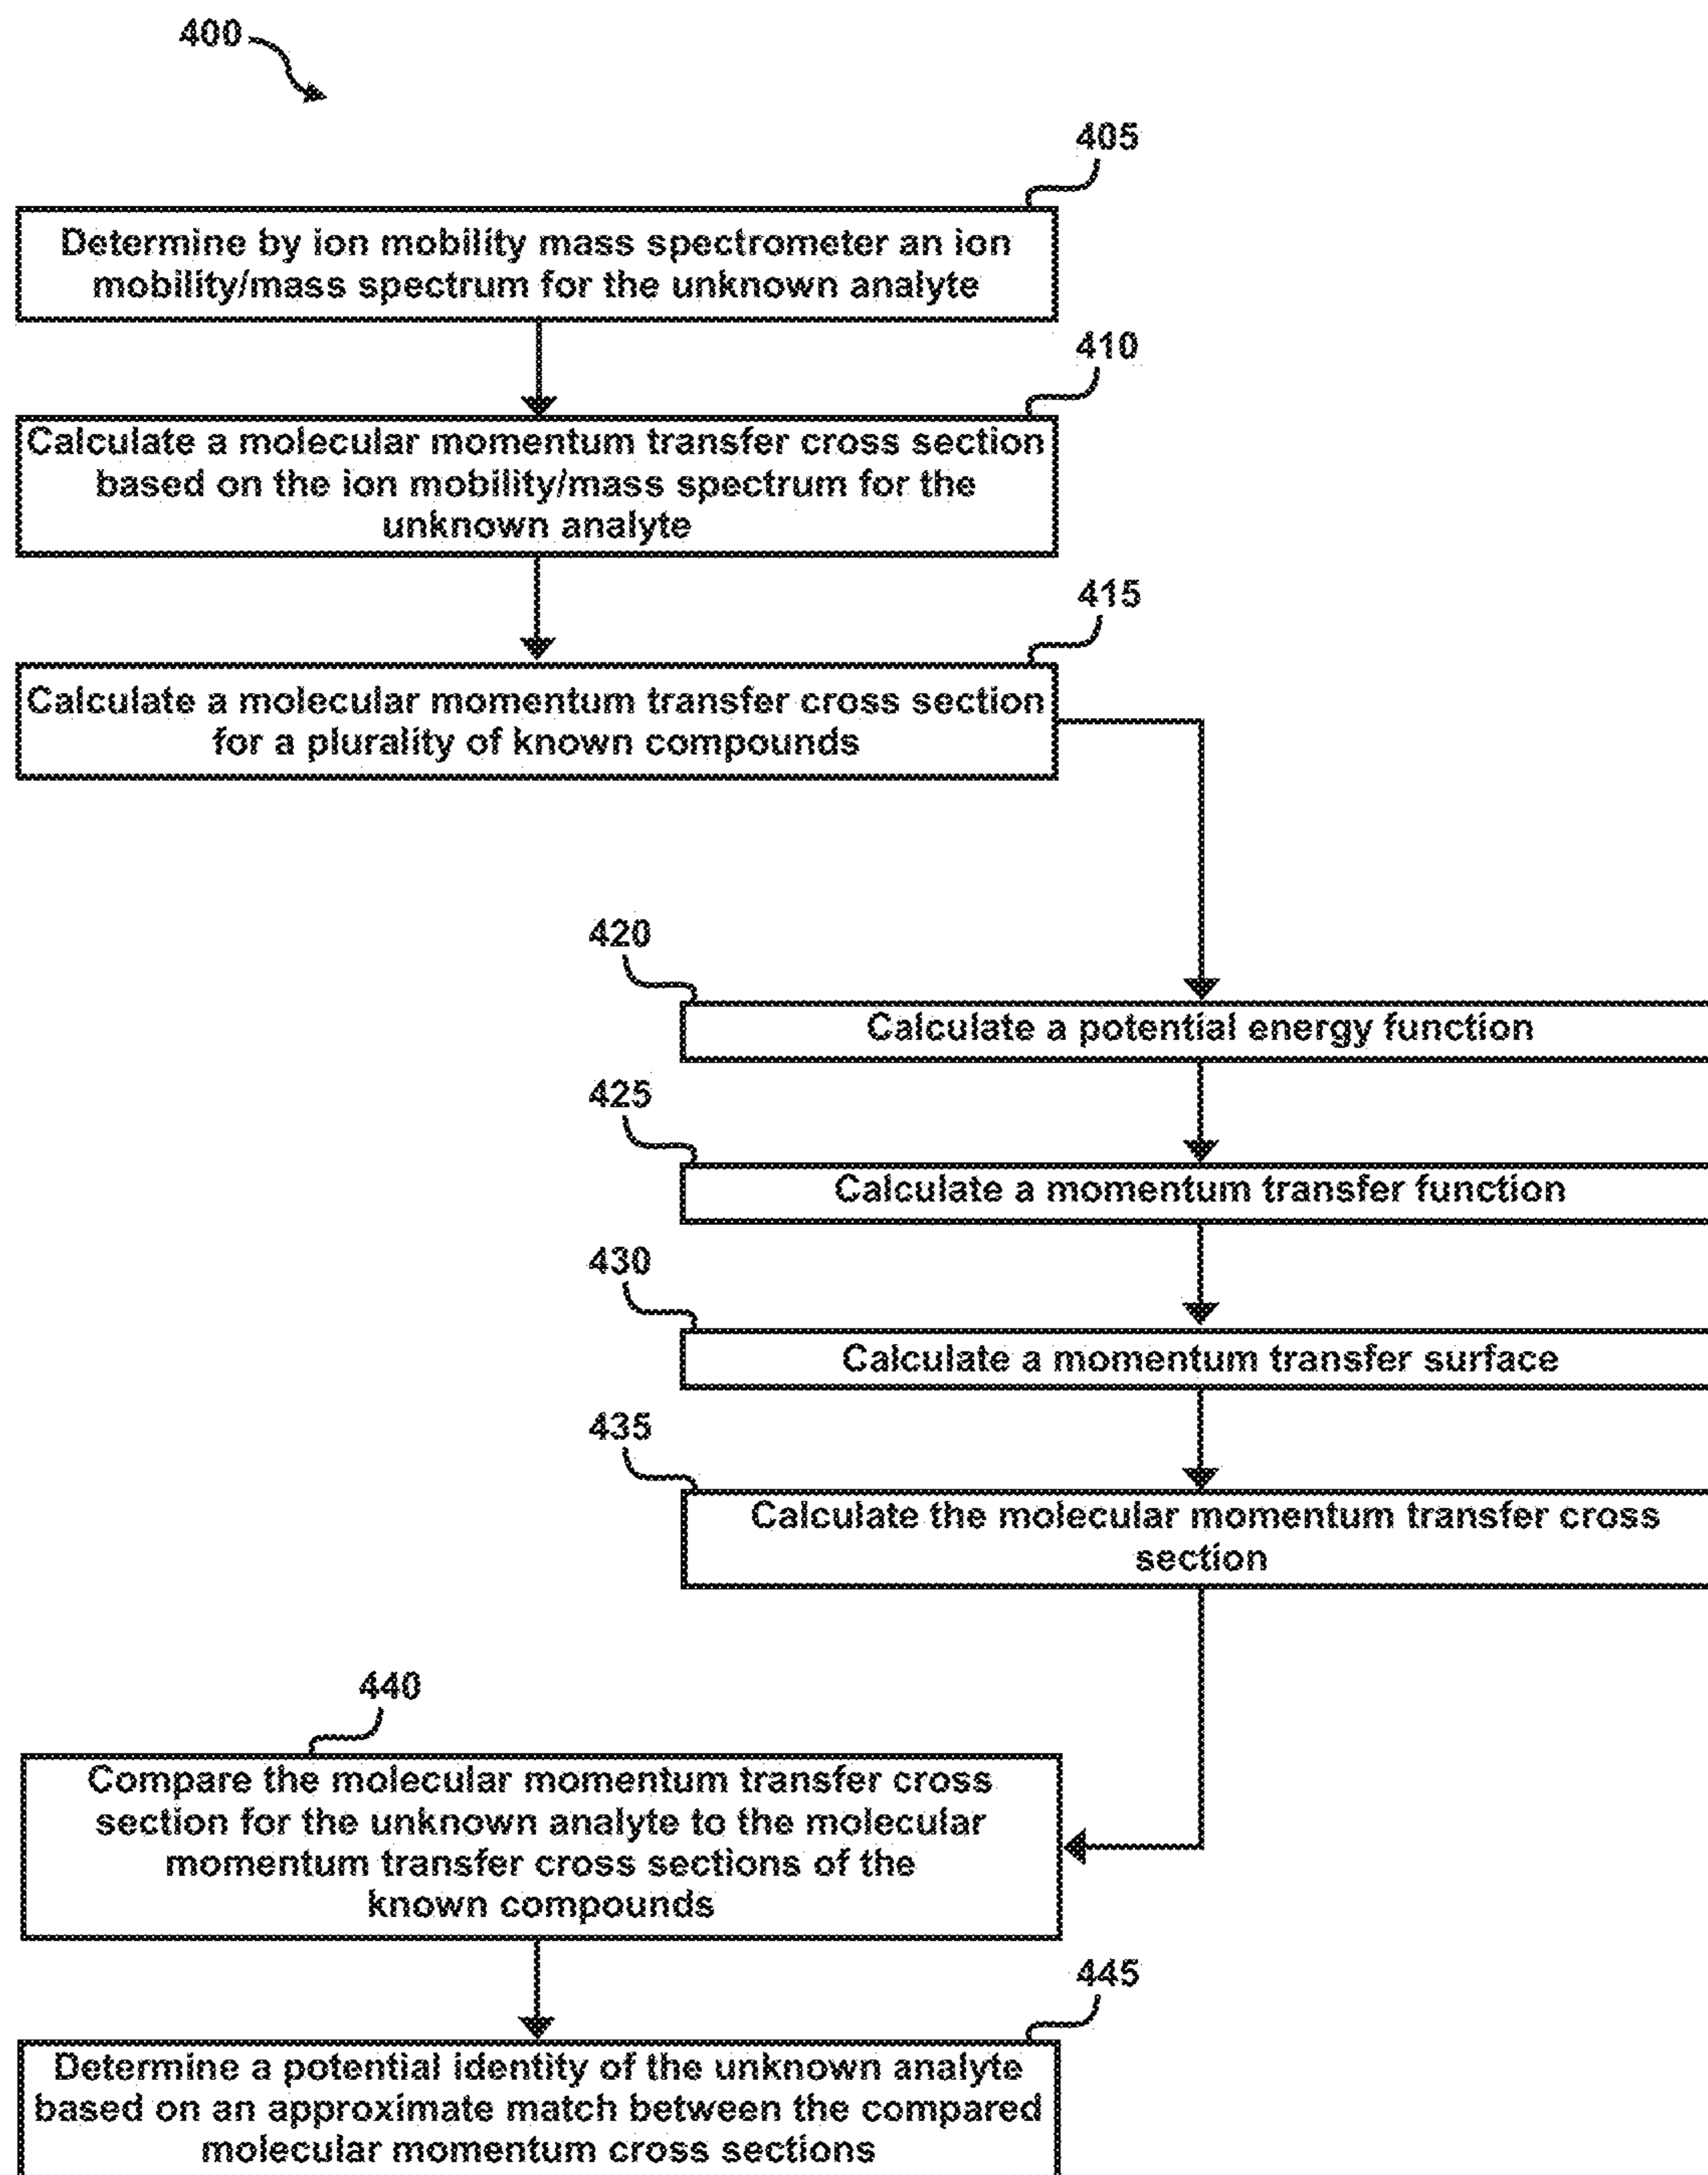 400
405
Determine by ion mobility mass spectrometer an ion
mobility/mass spectrum for the unknown analyte
410
Calculate a molecular momentum transfer cross section
based on the ion mobility/mass spectrum for the
unknown analyte
415
Calculate a molecular momentum transfer cross section
for a plurality of known compounds
420
Calculate a potential energy function
425
Calculate a momentum transfer function
430
Calculate a momentum transfer surface
435
Calculate the molecular momentum transfer cross
section
440
Compare the molecular momentum transfer cross
section for the unknown analyte to the molecular
momentum transfer cross sections of the
known compounds
445
Determine a potential identity of the unknown analyte
based on an approximate match between the compared
molecular momentum cross sections